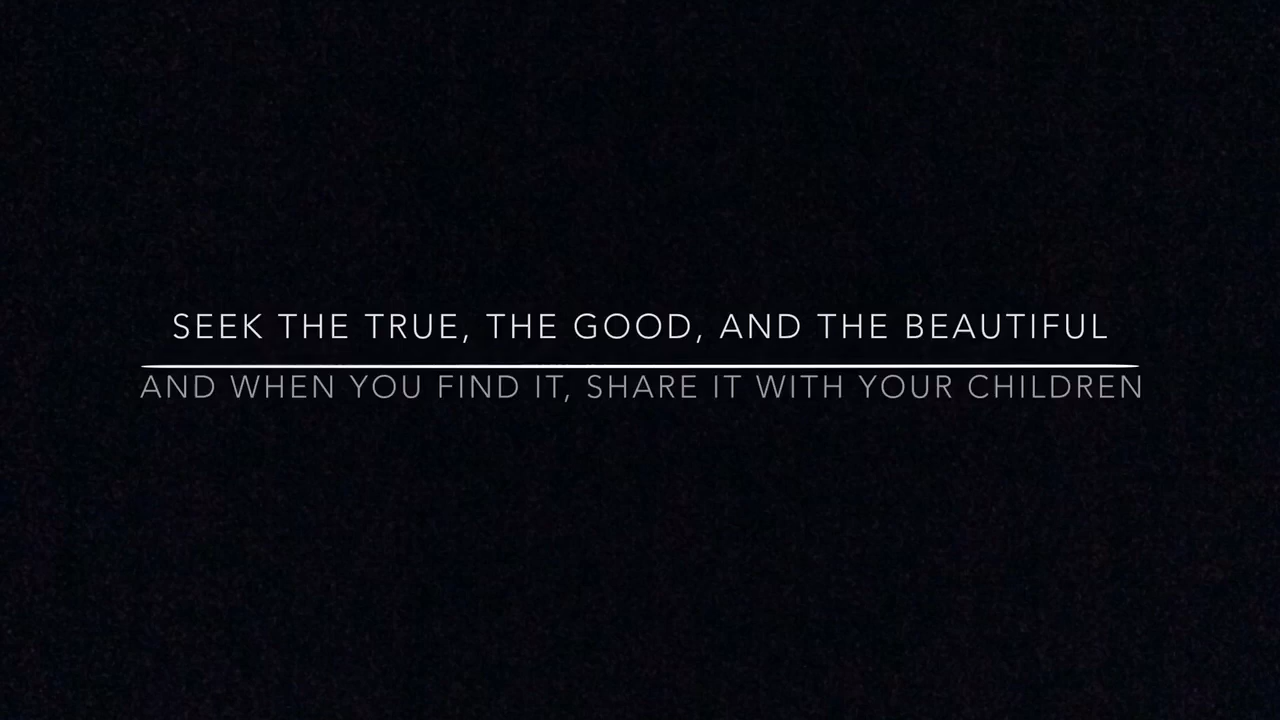 SEEK THE TRUE, THE GOOD, AND THE BEAUTIFUL
AND WHEN YOU FIND IT, SHARE IT WITH YOUR CHILDREN